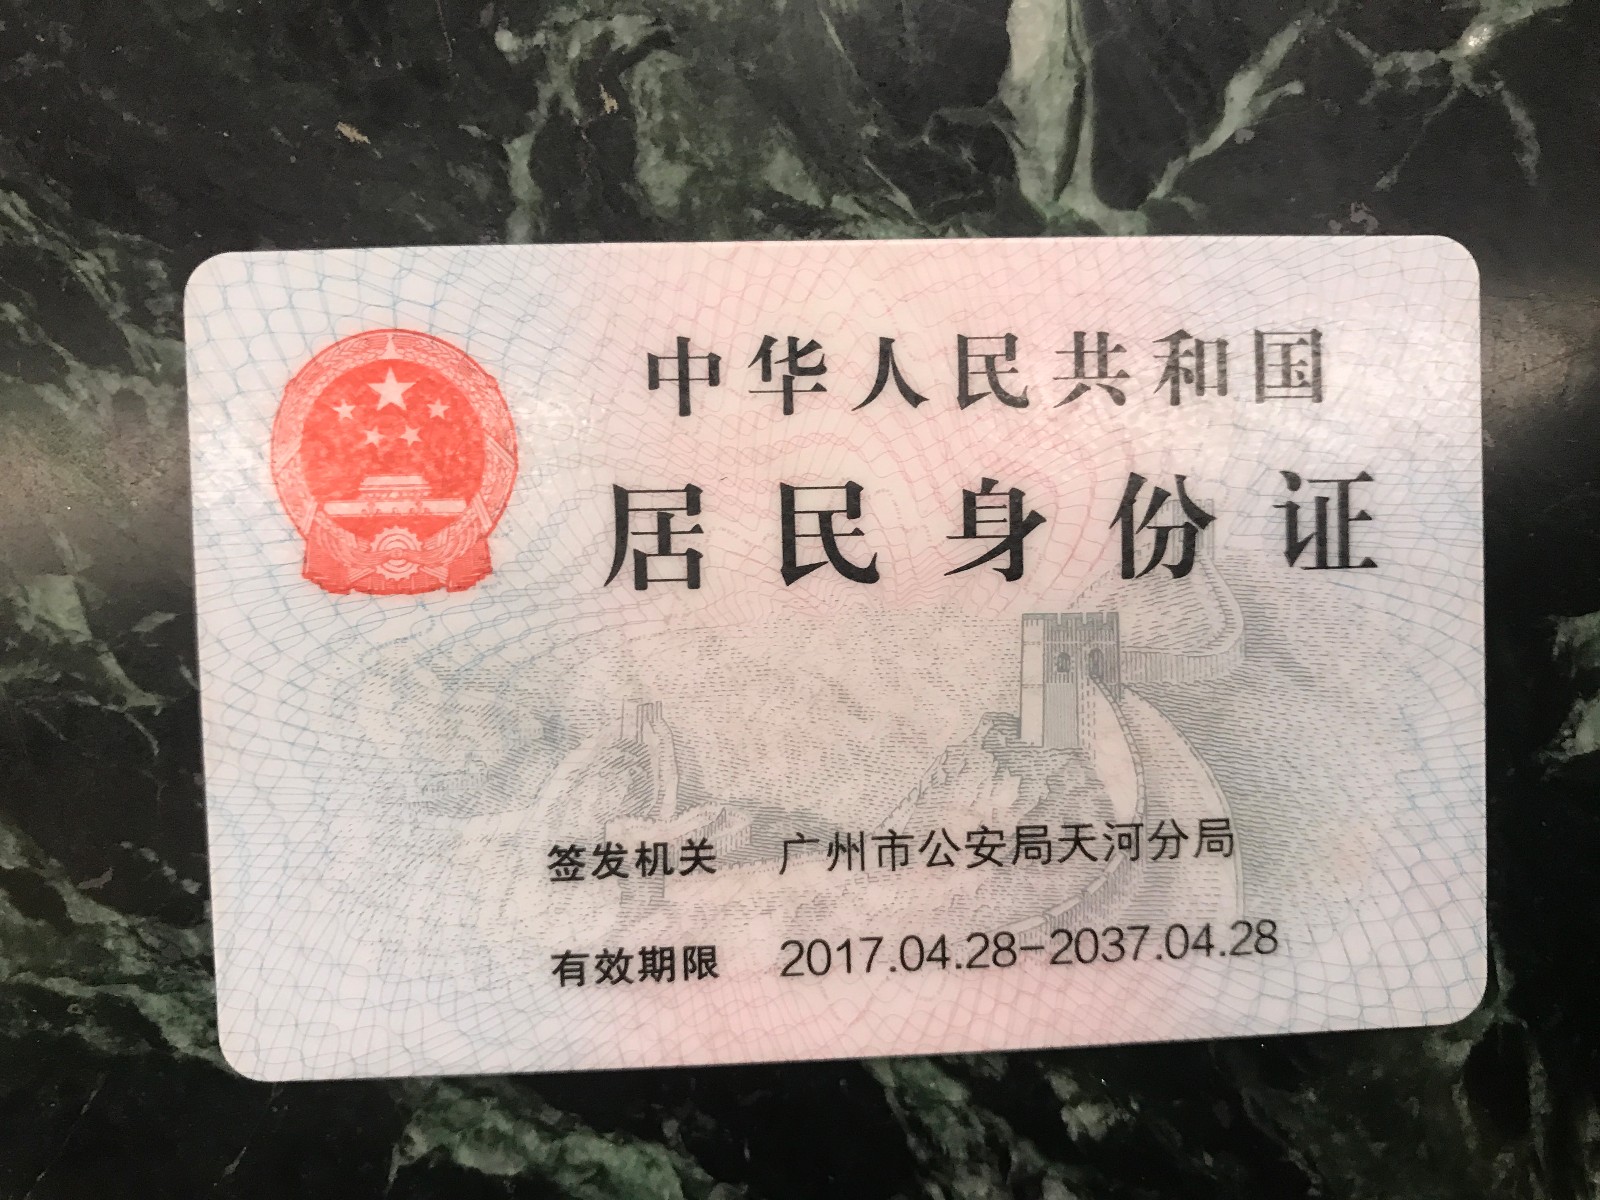 中华人民共和国
居民身份证
签发机关 广州市公安局天河分局
有效期限 2017.04.28-2037.04.28